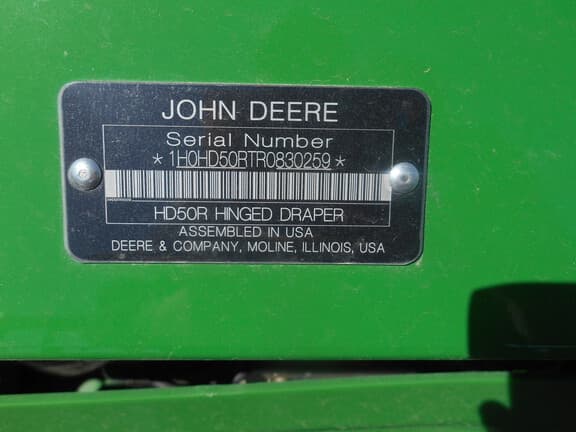 JOHN DEERE
Serial Number
*1H0HD50RTR0830259*
HD50R HINGED DRAPER
ASSEMBLED IN USA
DEERE & COMPANY, MOLINE, ILLINOIS, USA